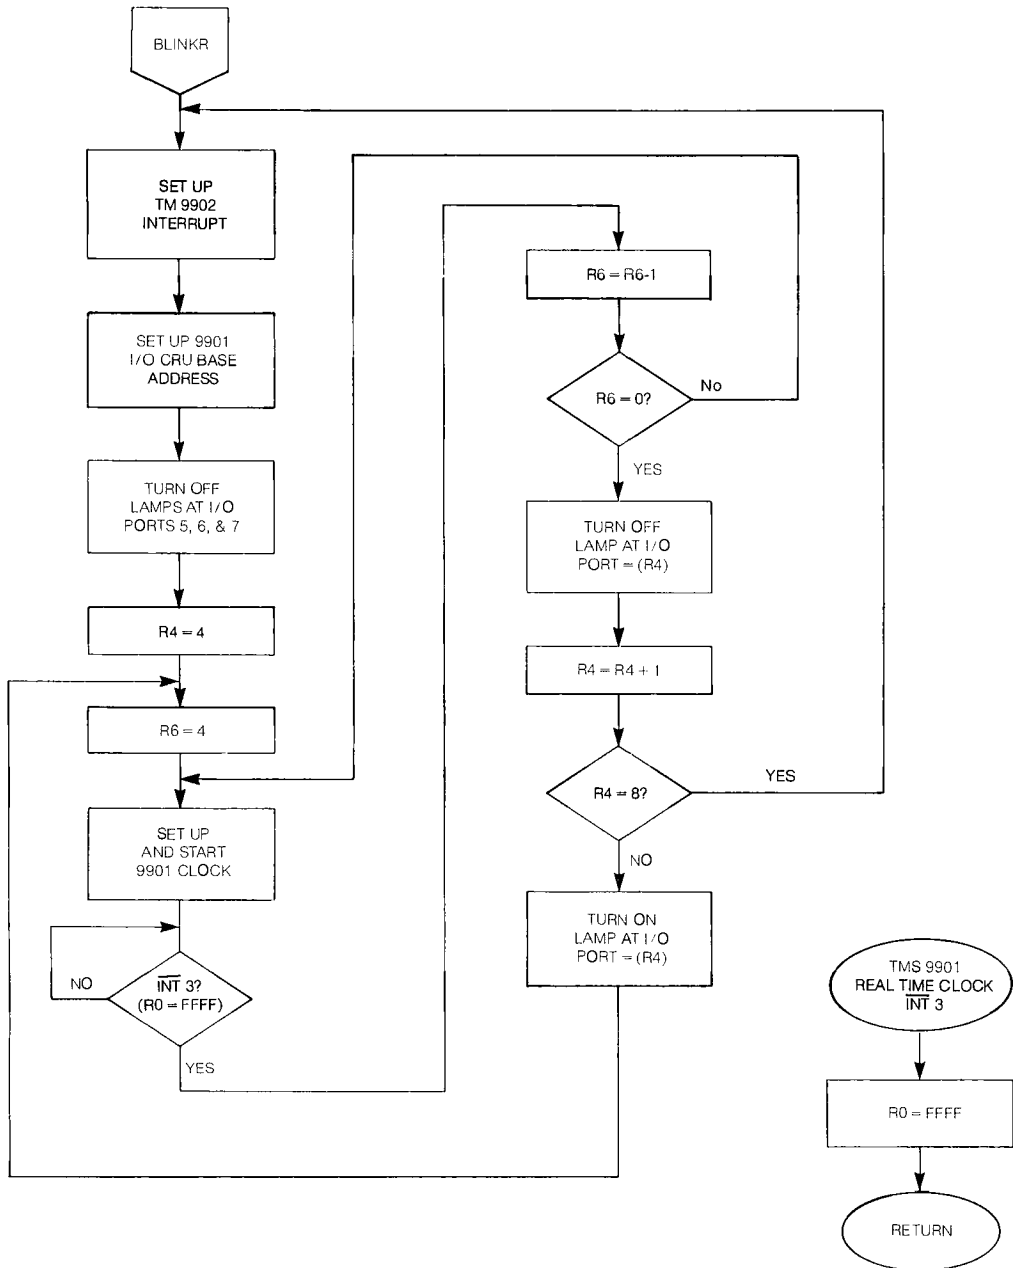 BLINKR
SET UP
TM 9902
INTERRUPT
SET UP 9901
I/O CRU BASE
ADDRESS
TURN OFF
LAMPS AT I/O
PORTS 5, 6, & 7
R4 = 4
R6 = 4
SET UP
AND START
9901 CLOCK
NO
INT 3?
(R0 = FFFF)
YES
R6 = R6-1
R6 = 0?
No
YES
TURN OFF
LAMP AT I/O
PORT = (R4)
R4 = R4 + 1
R4 = 8?
YES
NO
TURN ON
LAMP AT I/O
PORT = (R4)
TMS 9901
REAL TIME CLOCK
INT 3
R0 = FFFF
RETURN